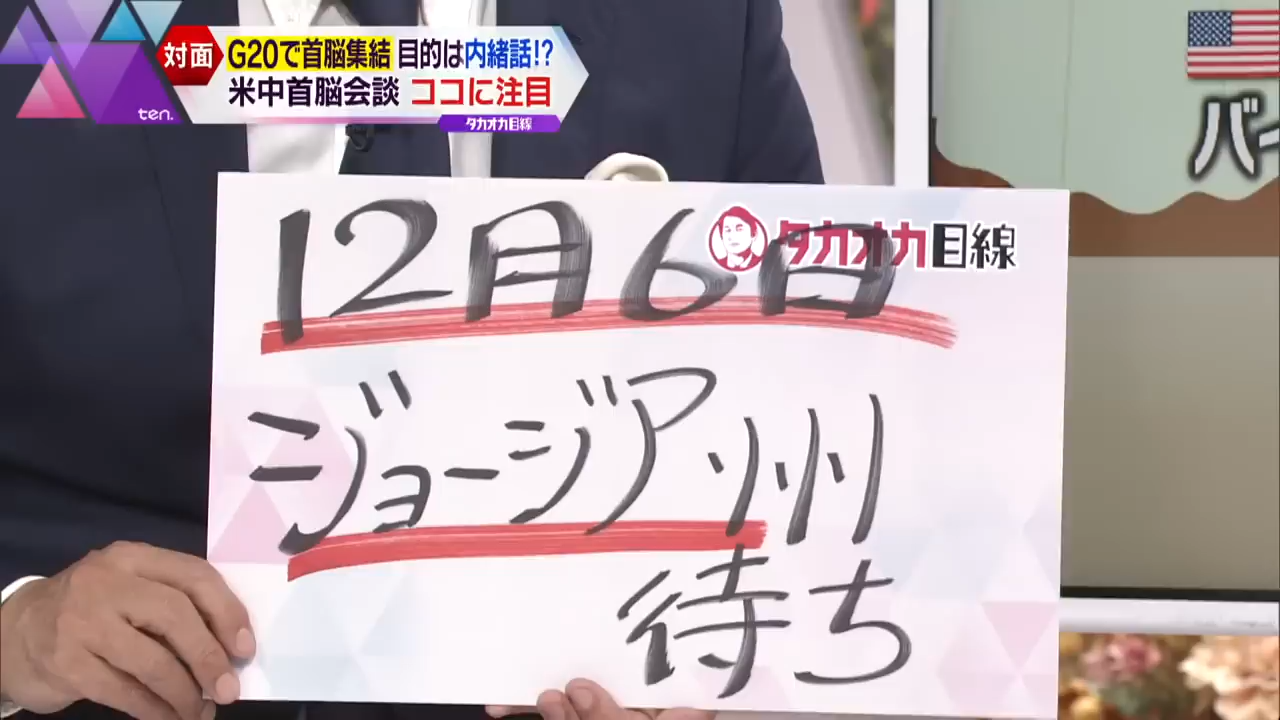 対面
G20で首脳集結 目的は内緒話!?
米中首脳会談 ココに注目
タカオカ目線
ten.
バイ
12月6日
タカオカ目線
ジョージア州
待ち